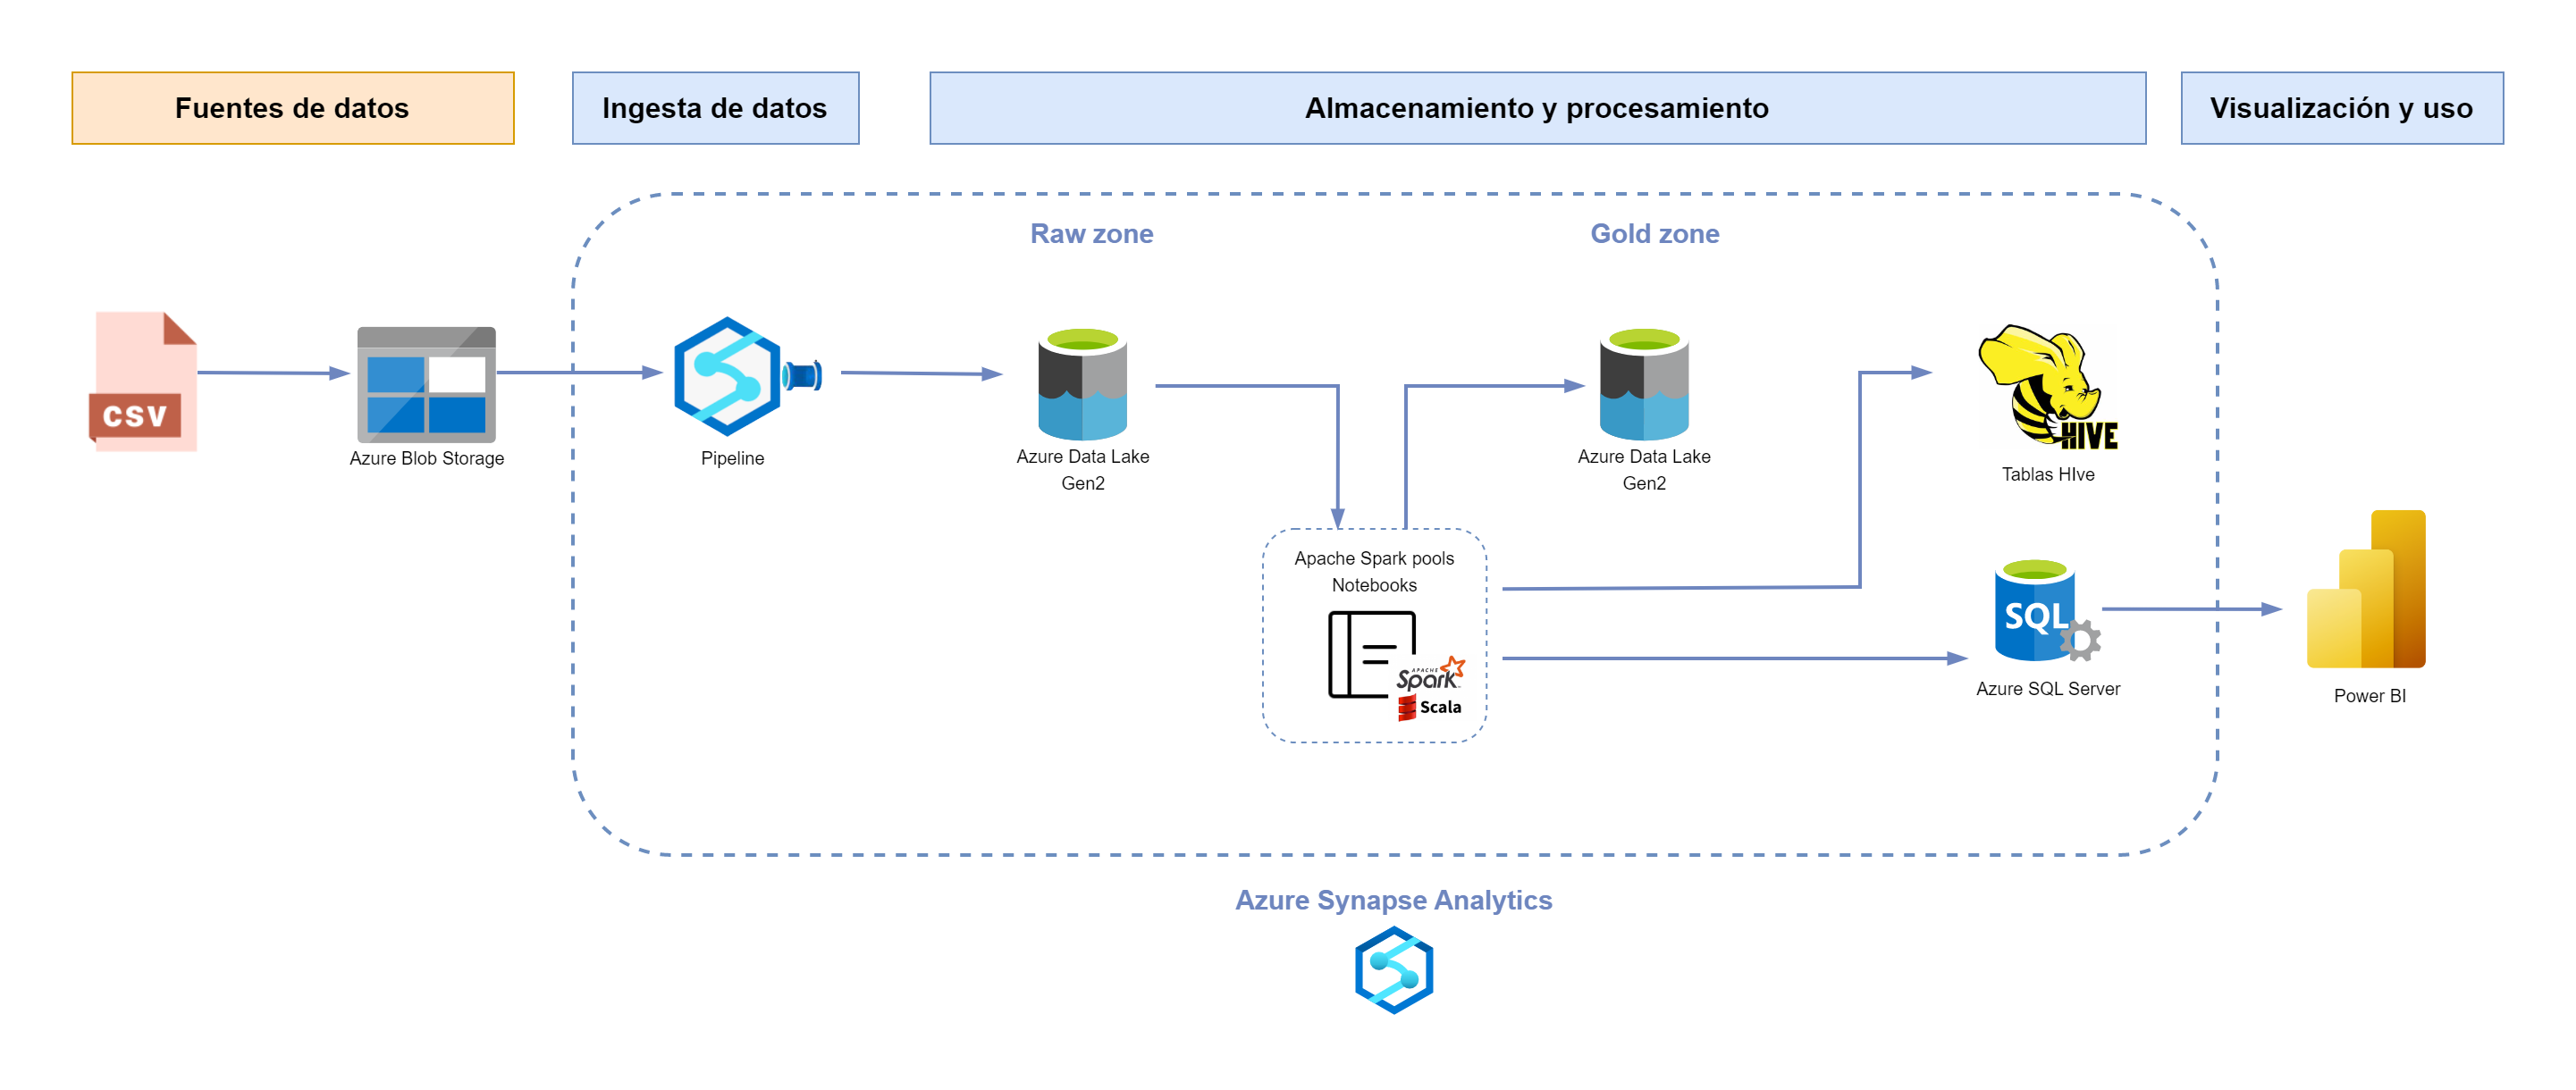 Fuentes de datos
Ingesta de datos
Almacenamiento y procesamiento
Visualización y uso
Raw zone
Gold zone
CSV
Azure Blob Storage
Pipeline
Azure Data Lake
Gen2
Azure Data Lake
Gen2
HIVE
Tablas HIve
Apache Spark pools
Notebooks
APACHE
Spark
Scala
SQL
Azure SQL Server
Power BI
Azure Synapse Analytics